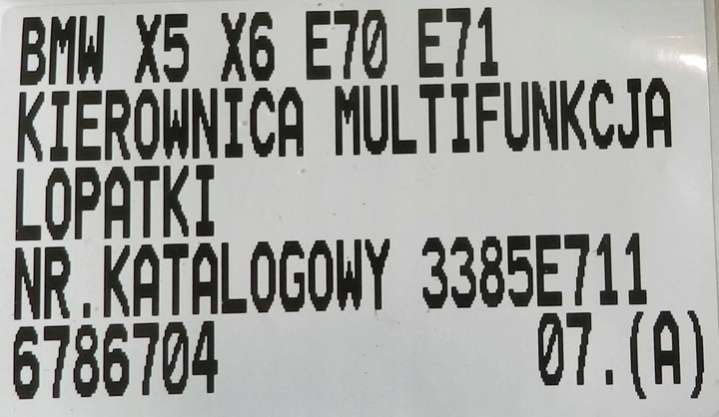 BMW X5 X6 E70 E71
KIEROWNICA MULTIFUNKCJA
LOPATKI
NR.KATALOGOWY 3385E711
6786704 07.(A)